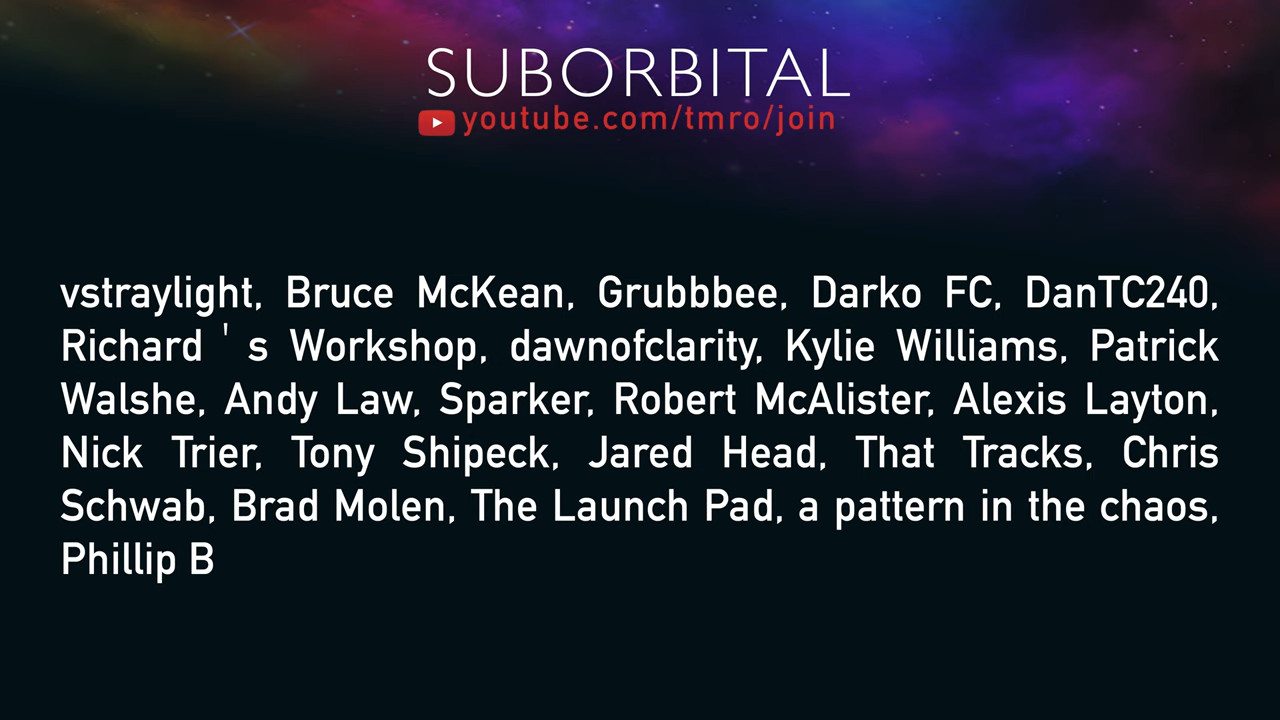 SUBORBITAL
youtube.com/tmro/join
vstraylight, Bruce McKean, Grubbbee, Darko FC, DanTC240,
Richard ' s Workshop, dawnofclarity, Kylie Williams, Patrick
Walshe, Andy Law, Sparker, Robert McAlister, Alexis Layton,
Nick Trier, Tony Shipeck, Jared Head, That Tracks, Chris
Schwab, Brad Molen, The Launch Pad, a pattern in the chaos,
Phillip B